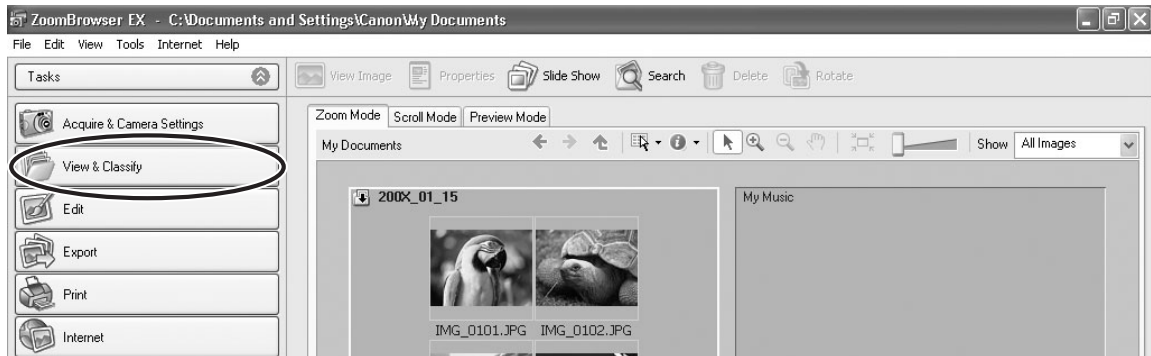 ZoomBrowser EX - C:\Documents and Settings\Canon\My Documents
File Edit View Tools Internet Help
Tasks
View Image Properties Slide Show Search Delete Rotate
Acquire & Camera Settings
View & Classify
Edit
Export
Print
Internet
Zoom Mode Scroll Mode Preview Mode
My Documents
Show All Images
200X_01_15
My Music
IMG_0101.JPG IMG_0102.JPG